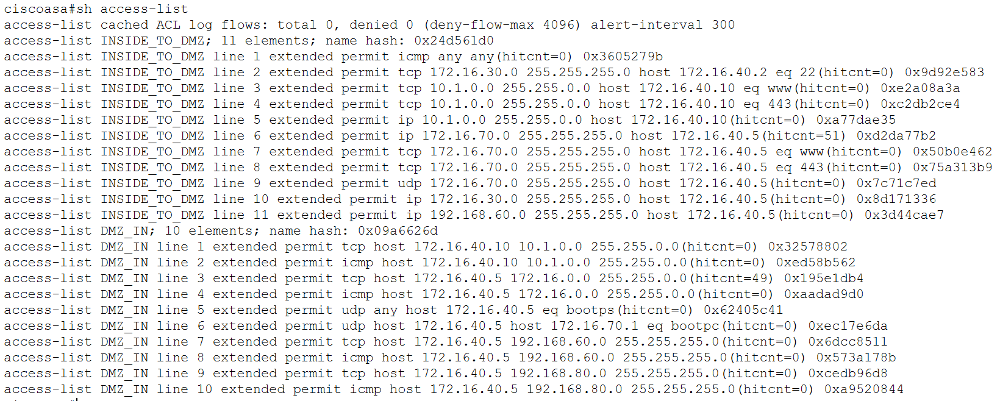 ciscoasa#sh access-list
access-list cached ACL log flows: total 0, denied 0 (deny-flow-max 4096) alert-interval 300
access-list INSIDE_TO_DMZ; 11 elements; name hash: 0x24d561d0
access-list INSIDE_TO_DMZ line 1 extended permit icmp any any(hitcnt=0) 0x3605279b
access-list INSIDE_TO_DMZ line 2 extended permit tcp 172.16.30.0 255.255.255.0 host 172.16.40.2 eq 22(hitcnt=0) 0x9d92e583
access-list INSIDE_TO_DMZ line 3 extended permit tcp 10.1.0.0 255.255.0.0 host 172.16.40.10 eq www(hitcnt=0) 0xe2a08a3a
access-list INSIDE_TO_DMZ line 4 extended permit tcp 10.1.0.0 255.255.0.0 host 172.16.40.10 eq 443(hitcnt=0) 0xc2db2ce4
access-list INSIDE_TO_DMZ line 5 extended permit ip 10.1.0.0 255.255.0.0 host 172.16.40.10(hitcnt=0) 0xa77dae35
access-list INSIDE_TO_DMZ line 6 extended permit ip 172.16.70.0 255.255.255.0 host 172.16.40.5(hitcnt=51) 0xd2da77b2
access-list INSIDE_TO_DMZ line 7 extended permit tcp 172.16.70.0 255.255.255.0 host 172.16.40.5 eq www(hitcnt=0) 0x50b0e462
access-list INSIDE_TO_DMZ line 8 extended permit tcp 172.16.70.0 255.255.255.0 host 172.16.40.5 eq 443(hitcnt=0) 0x75a313b9
access-list INSIDE_TO_DMZ line 9 extended permit udp 172.16.70.0 255.255.255.0 host 172.16.40.5(hitcnt=0) 0x7c71c7ed
access-list INSIDE_TO_DMZ line 10 extended permit ip 172.16.30.0 255.255.255.0 host 172.16.40.5(hitcnt=0) 0x8d171336
access-list INSIDE_TO_DMZ line 11 extended permit ip 192.168.60.0 255.255.255.0 host 172.16.40.5(hitcnt=0) 0x3d44cae7
access-list DMZ_IN; 10 elements; name hash: 0x09a6626d
access-list DMZ_IN line 1 extended permit tcp host 172.16.40.10 10.1.0.0 255.255.0.0(hitcnt=0) 0x32578802
access-list DMZ_IN line 2 extended permit icmp host 172.16.40.10 10.1.0.0 255.255.0.0(hitcnt=0) 0xed58b562
access-list DMZ_IN line 3 extended permit tcp host 172.16.40.5 172.16.0.0 255.255.0.0(hitcnt=49) 0x195e1db4
access-list DMZ_IN line 4 extended permit icmp host 172.16.40.5 172.16.0.0 255.255.0.0(hitcnt=0) 0xaadad9d0
access-list DMZ_IN line 5 extended permit udp any host 172.16.40.5 eq bootps(hitcnt=0) 0x62405c41
access-list DMZ_IN line 6 extended permit udp host 172.16.40.5 host 172.16.70.1 eq bootpc(hitcnt=0) 0xec17e6da
access-list DMZ_IN line 7 extended permit tcp host 172.16.40.5 192.168.60.0 255.255.255.0(hitcnt=0) 0x6dcc8511
access-list DMZ_IN line 8 extended permit icmp host 172.16.40.5 192.168.60.0 255.255.255.0(hitcnt=0) 0x573a178b
access-list DMZ_IN line 9 extended permit tcp host 172.16.40.5 192.168.80.0 255.255.255.0(hitcnt=0) 0xcedb96d8
access-list DMZ_IN line 10 extended permit icmp host 172.16.40.5 192.168.80.0 255.255.255.0(hitcnt=0) 0xa9520844